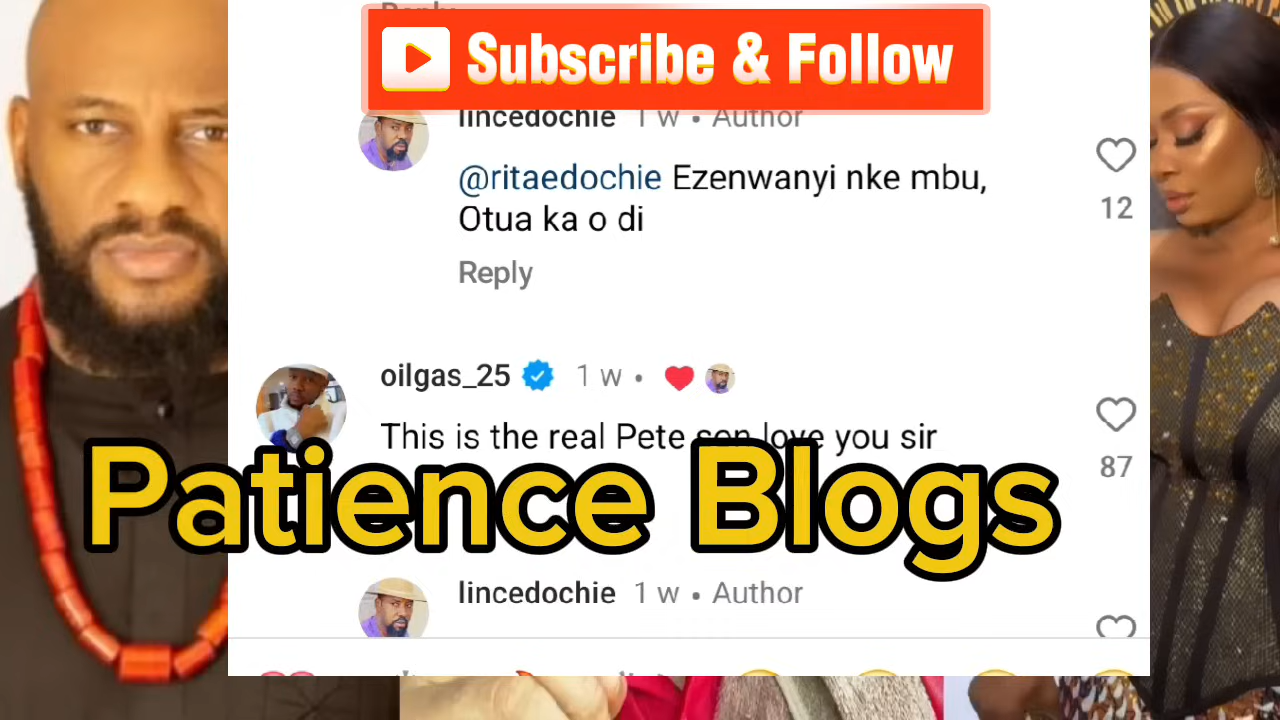 Reply
Subscribe & Follow
lincedochie 1 w • Author
@ritaedochie Ezenwanyi nke mbu,
Otua ka o di
12
Reply
oilgas_25 1 w •
This is the real Pete son love you sir
87
Patience Blogs
lincedochie 1 w • Author